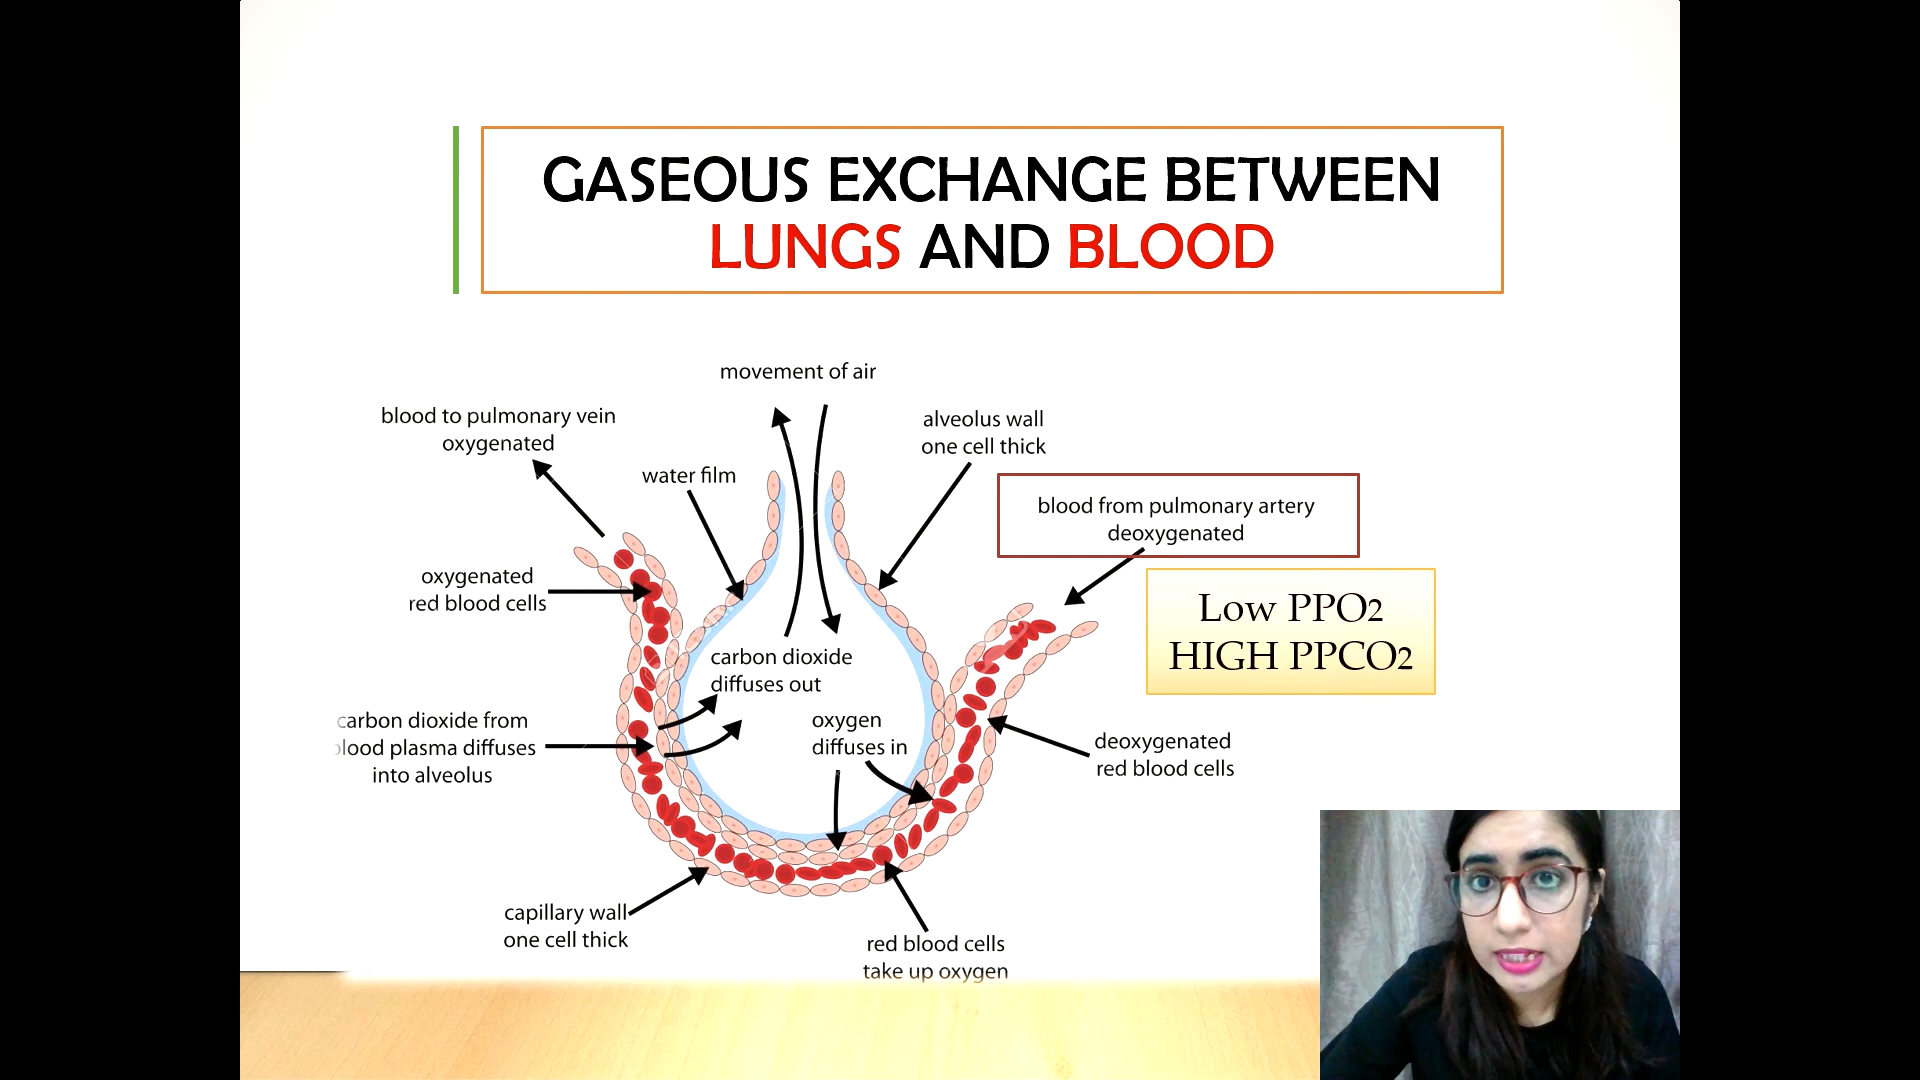 GASEOUS EXCHANGE BETWEEN
LUNGS AND BLOOD
movement of air
blood to pulmonary vein
oxygenated
alveolus wall
one cell thick
water film
blood from pulmonary artery
deoxygenated
oxygenated
red blood cells
Low PPO2
HIGH PPCO2
carbon dioxide
diffuses out
carbon dioxide from
blood plasma diffuses
into alveolus
oxygen
diffuses in
deoxygenated
red blood cells
capillary wall
one cell thick
red blood cells
take up oxygen